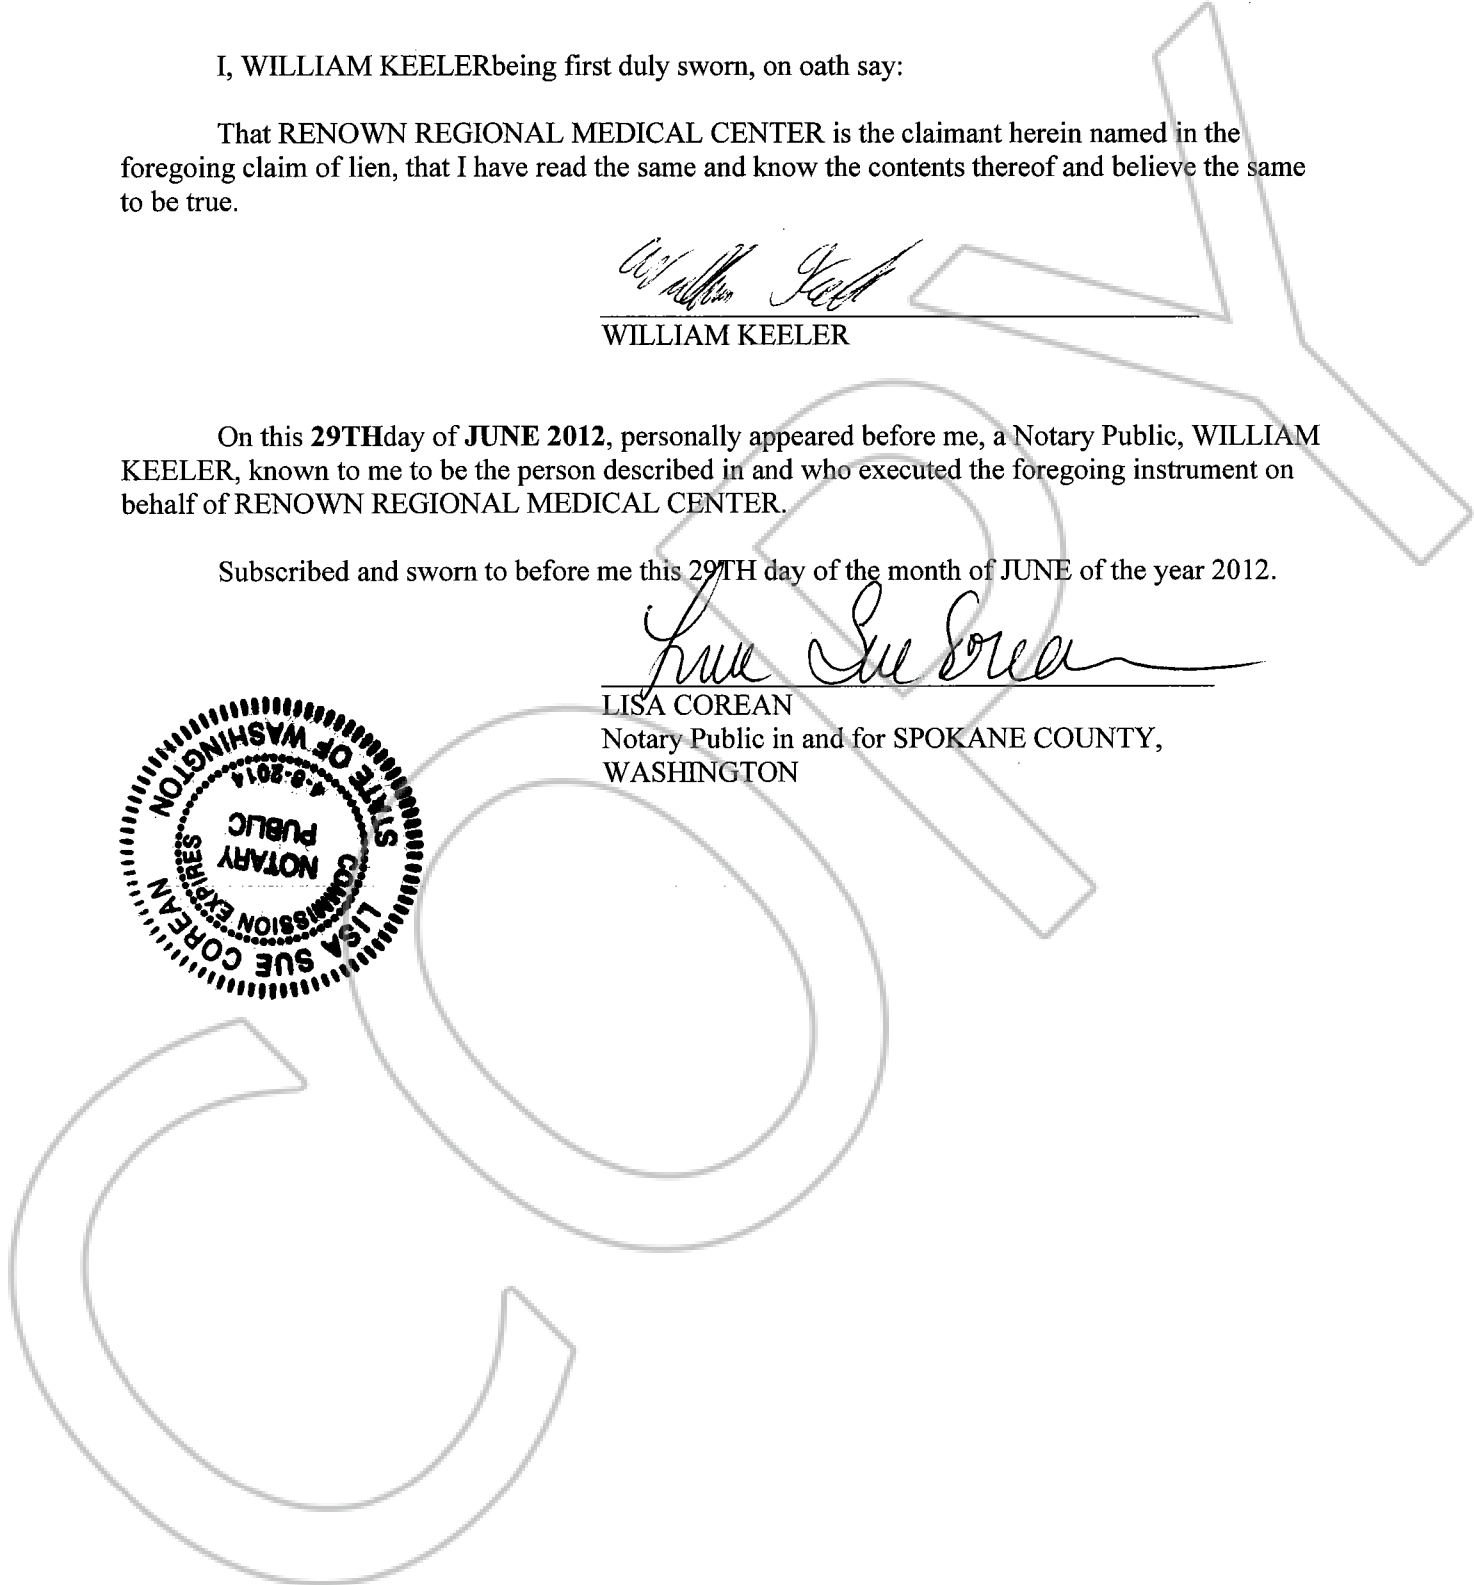 I, WILLIAM KEELERbeing first duly sworn, on oath say:
That RENOWN REGIONAL MEDICAL CENTER is the claimant herein named in the
foregoing claim of lien, that I have read the same and know the contents thereof and believe the same
to be true.
William Keeler
WILLIAM KEELER
On this 29THday of JUNE 2012, personally appeared before me, a Notary Public, WILLIAM
KEELER, known to me to be the person described in and who executed the foregoing instrument on
behalf of RENOWN REGIONAL MEDICAL CENTER.
Subscribed and sworn to before me this 29TH day of the month of JUNE of the year 2012.
Lisa Sue Corean
LISA COREAN
Notary Public in and for SPOKANE COUNTY,
WASHINGTON
LISA SUE COREAN
STATE OF WASHINGTON
COMMISSION EXPIRES
NOTARY
PUBLIC
4-8-2014
COPY